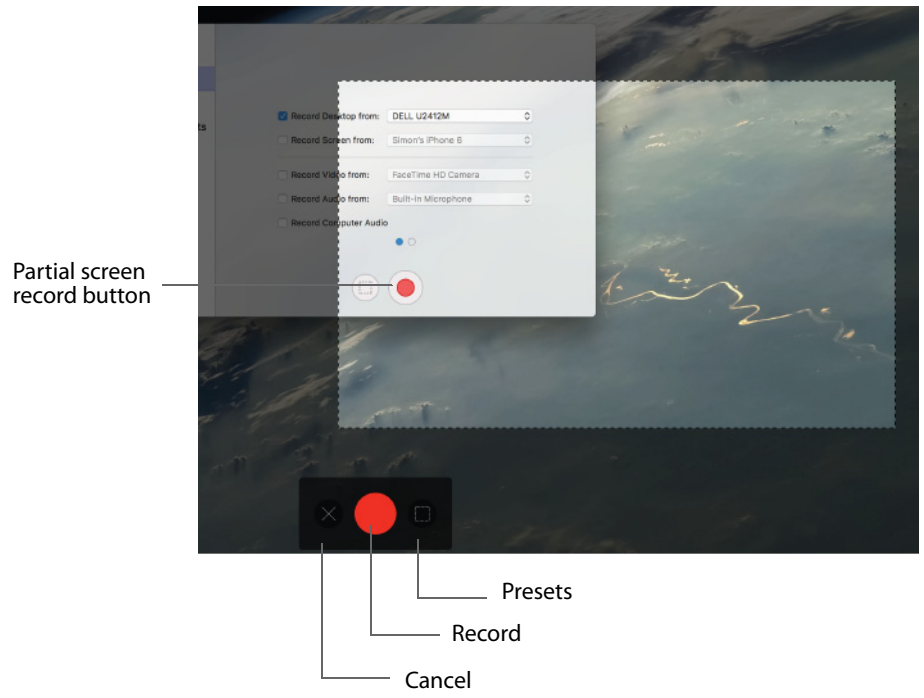 ts
Record Desktop from: DELL U2412M
Record Screen from: Simon's iPhone 6
Record Video from: FaceTime HD Camera
Record Audio from: Built-in Microphone
Record Computer Audio
Partial screen
record button
Presets
Record
Cancel